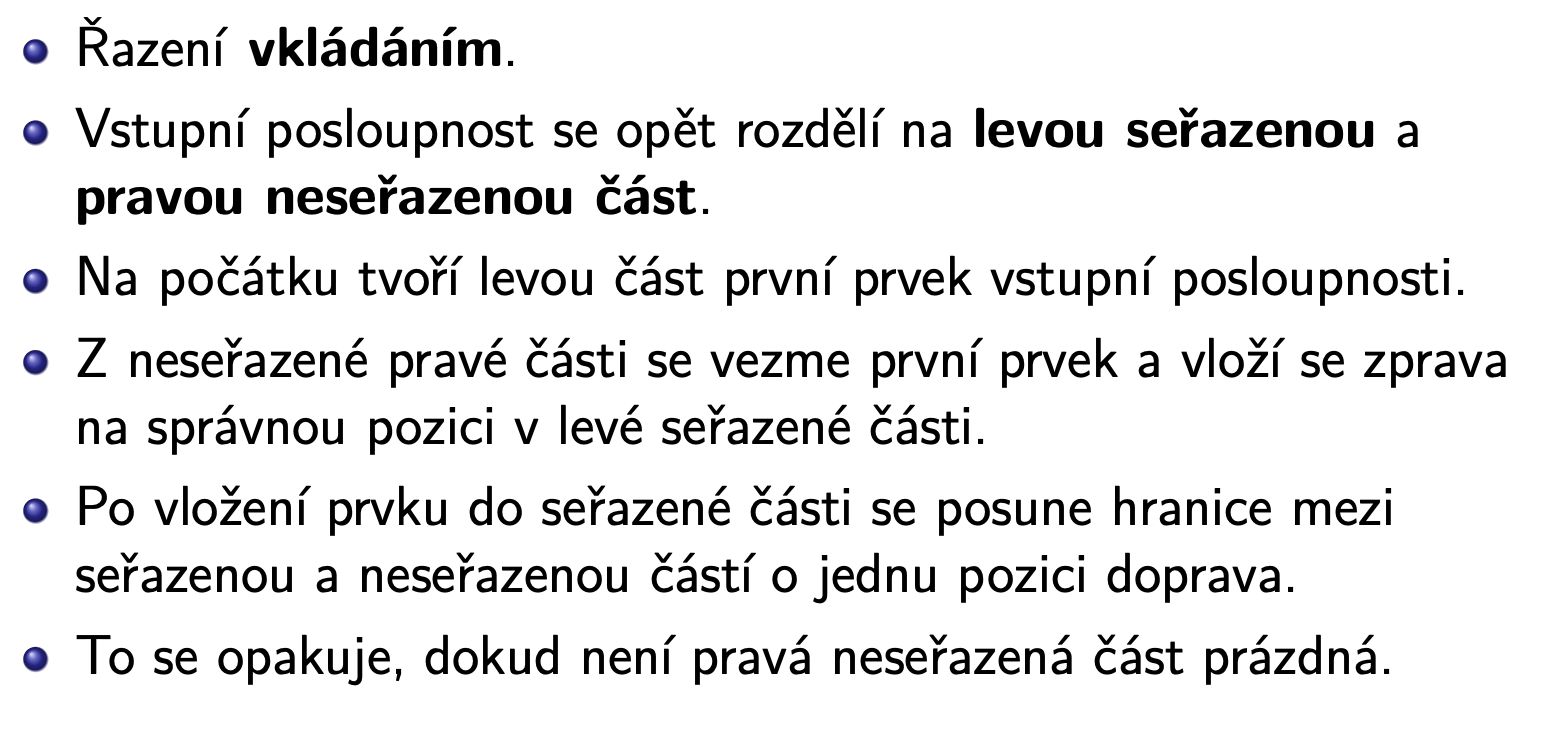 Řazení vkládáním.
Vstupní posloupnost se opět rozdělí na levou seřazenou a
pravou neseřazenou část.
Na počátku tvoří levou část první prvek vstupní posloupnosti.
Z neseřazené pravé části se vezme první prvek a vloží se zprava
na správnou pozici v levé seřazené části.
Po vložení prvku do seřazené části se posune hranice mezi
seřazenou a neseřazenou částí o jednu pozici doprava.
To se opakuje, dokud není pravá neseřazená část prázdná.